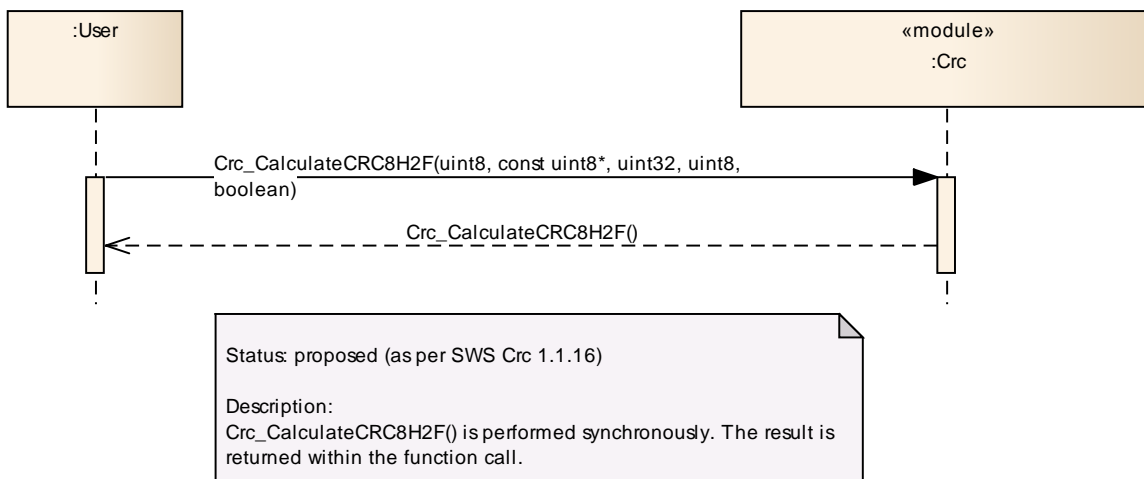 :User
«module»
:Crc
Crc_CalculateCRC8H2F(uint8, const uint8*, uint32, uint8,
boolean)
Crc_CalculateCRC8H2F()
Status: proposed (as per SWS Crc 1.1.16)
Description:
Crc_CalculateCRC8H2F() is performed synchronously. The result is
returned within the function call.